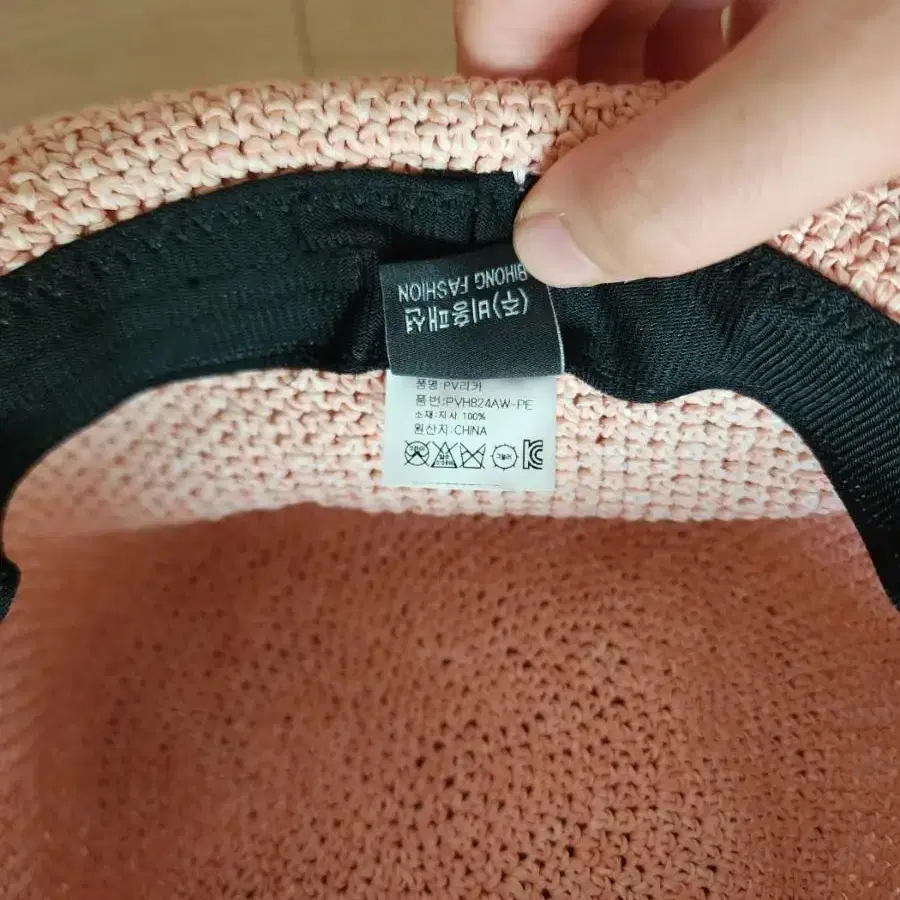 BIHONG FASHION
(주)비홍패션
품명:PV리카
품번:PVH824AW-PE
소재:지사 100%
원산지:CHINA